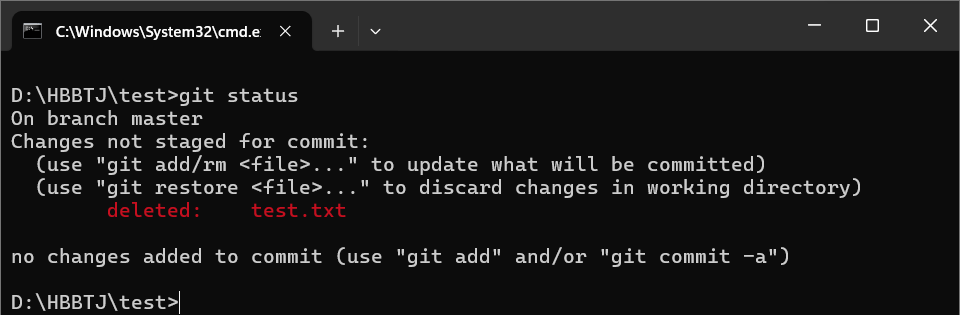 C:\Windows\System32\cmd.e
D:\HBBTJ\test>git status
On branch master
Changes not staged for commit:
  (use "git add/rm <file>..." to update what will be committed)
  (use "git restore <file>..." to discard changes in working directory)
        deleted:    test.txt
no changes added to commit (use "git add" and/or "git commit -a")
D:\HBBTJ\test>